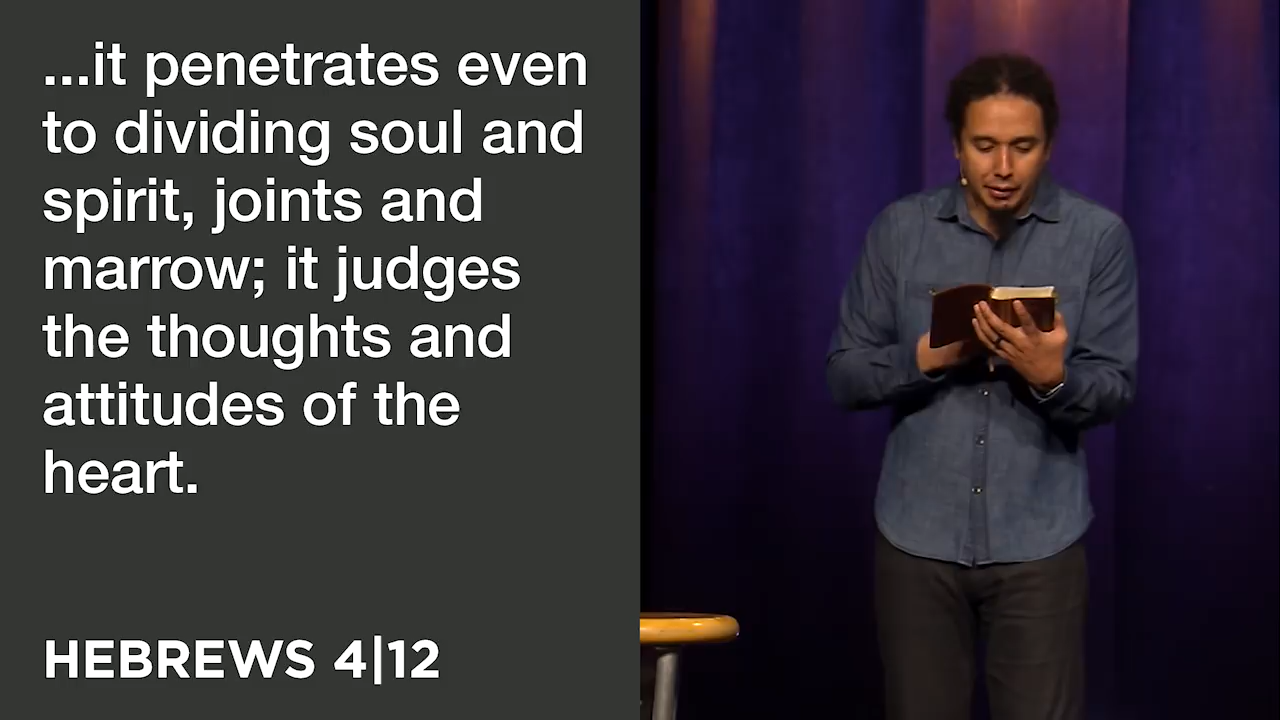 ...it penetrates even
to dividing soul and
spirit, joints and
marrow; it judges
the thoughts and
attitudes of the
heart.
HEBREWS 4|12